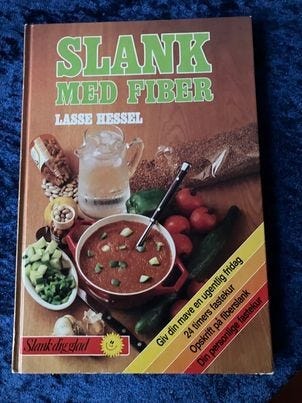 SLANK
MED FIBER
LASSE HESSEL
Giv din mave en ugentlig fridag
24 timers fastekur
Opskrift på fiberslank
Din personlige fastekur
Slank dig glad